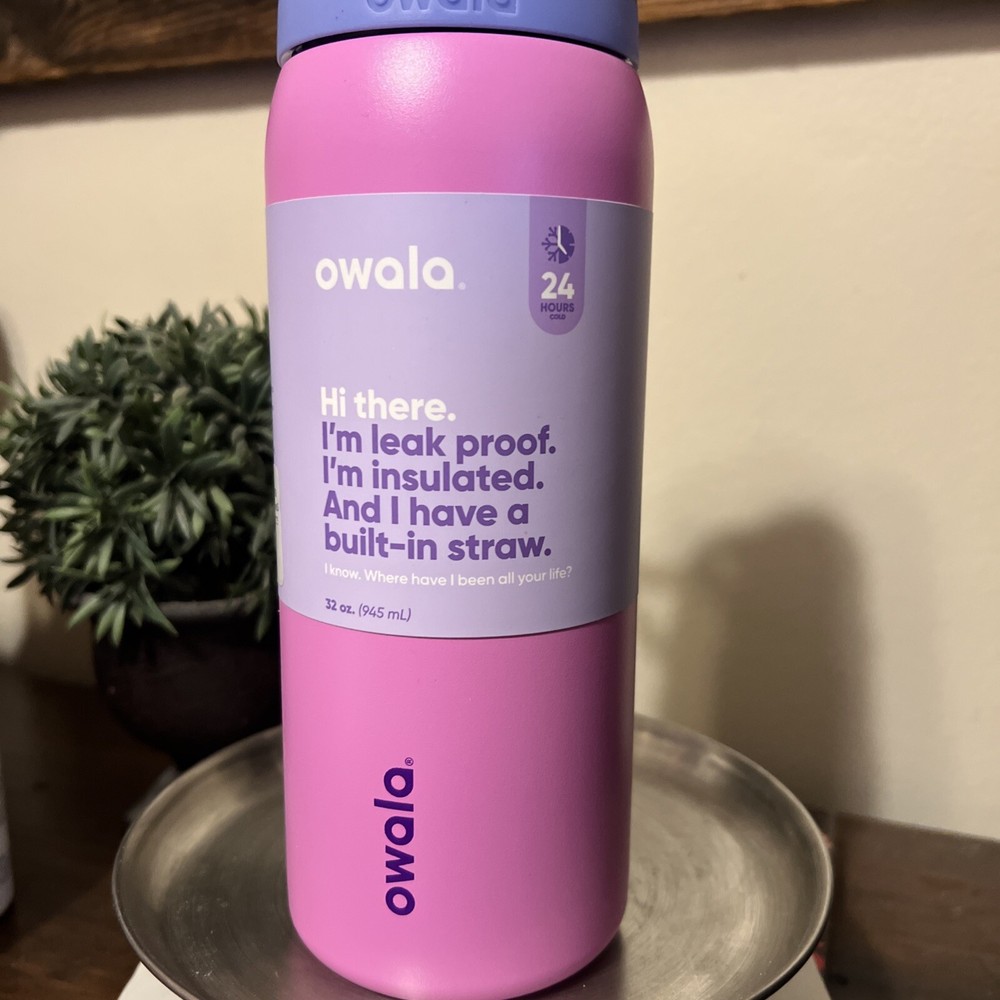 owala
owala®
24
HOURS
COLD
Hi there.
I'm leak proof.
I'm insulated.
And I have a
built-in straw.
I know. Where have I been all your life?
32 oz. (945 mL)
owala®